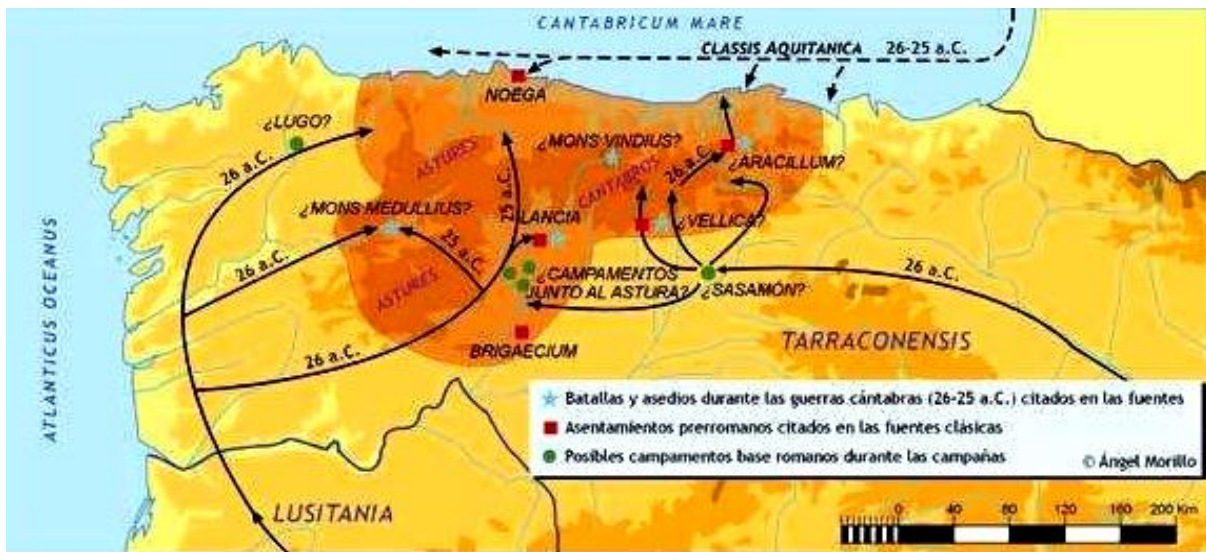 CANTABRICUM MARE
CLASSIS AQUITANICA 26-25 a.C.
NOEGA
¿LUGO?
26 a.C.
ASTURES
¿MONS VINDIUS?
CANTABROS
26 a.C.
¿ARACILLUM?
25 a.C.
¿MONS MEDULLIUS?
LANCIA
¿VELLICA?
26 a.C.
25 a.C.
ASTURES
¿CAMPAMENTOS
JUNTO AL ASTURA?
¿SASAMÓN?
26 a.C.
BRIGAECIUM
26 a.C.
ATLANTICUS OCEANUS
TARRACONENSIS
LUSITANIA
Batallas y asedios durante las guerras cántabras (26-25 a.C.) citados en las fuentes
Asentamientos prerromanos citados en las fuentes clásicas
Posibles campamentos base romanos durante las campañas
© Ángel Morillo
0 40 80 120 160 200 Km